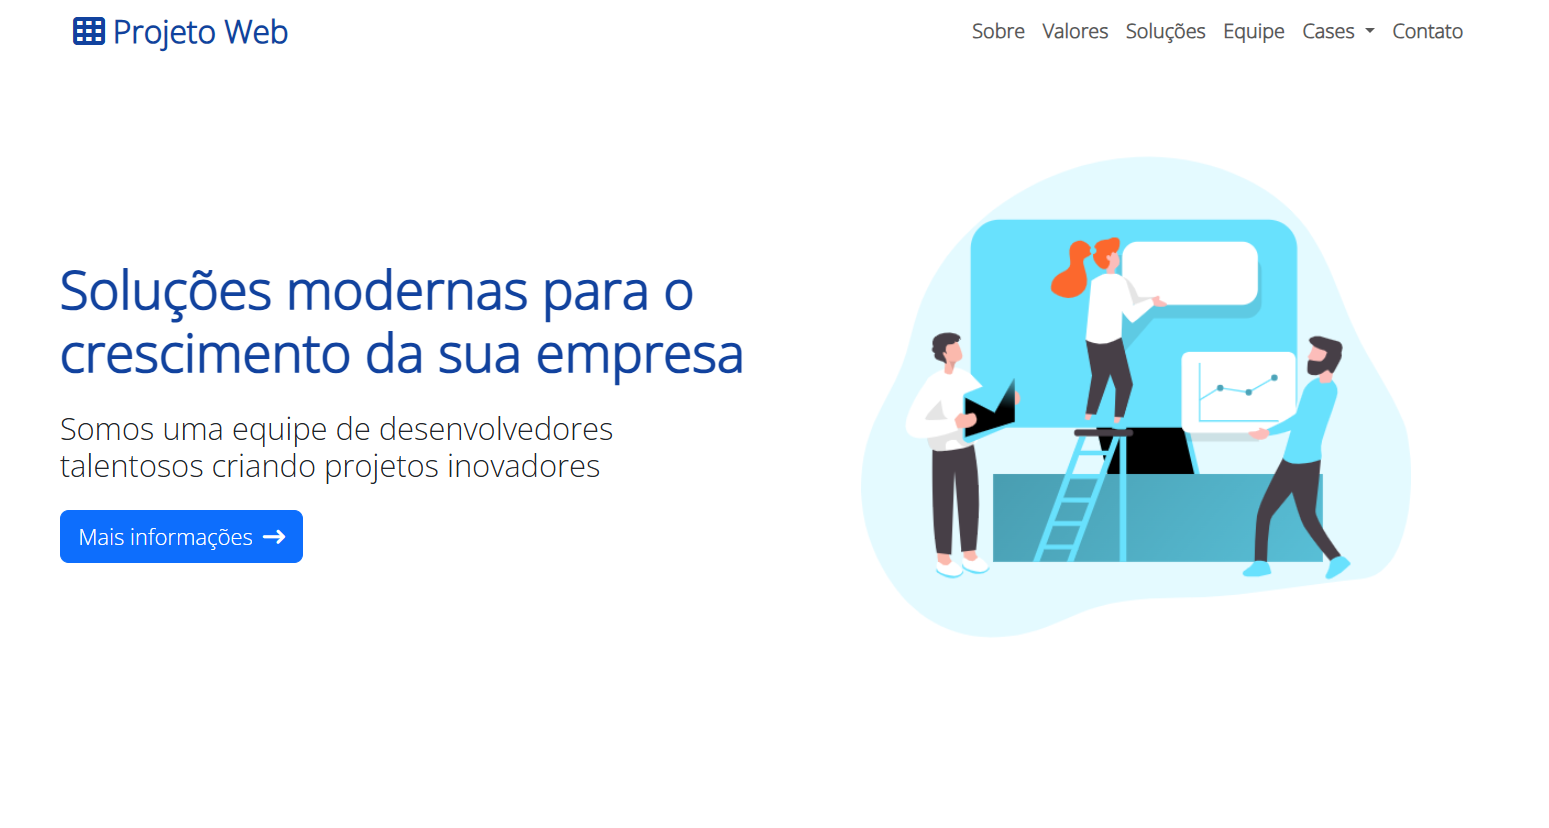 Projeto Web
Sobre Valores Soluções Equipe Cases Contato
Soluções modernas para o
crescimento da sua empresa
Somos uma equipe de desenvolvedores
talentosos criando projetos inovadores
Mais informações